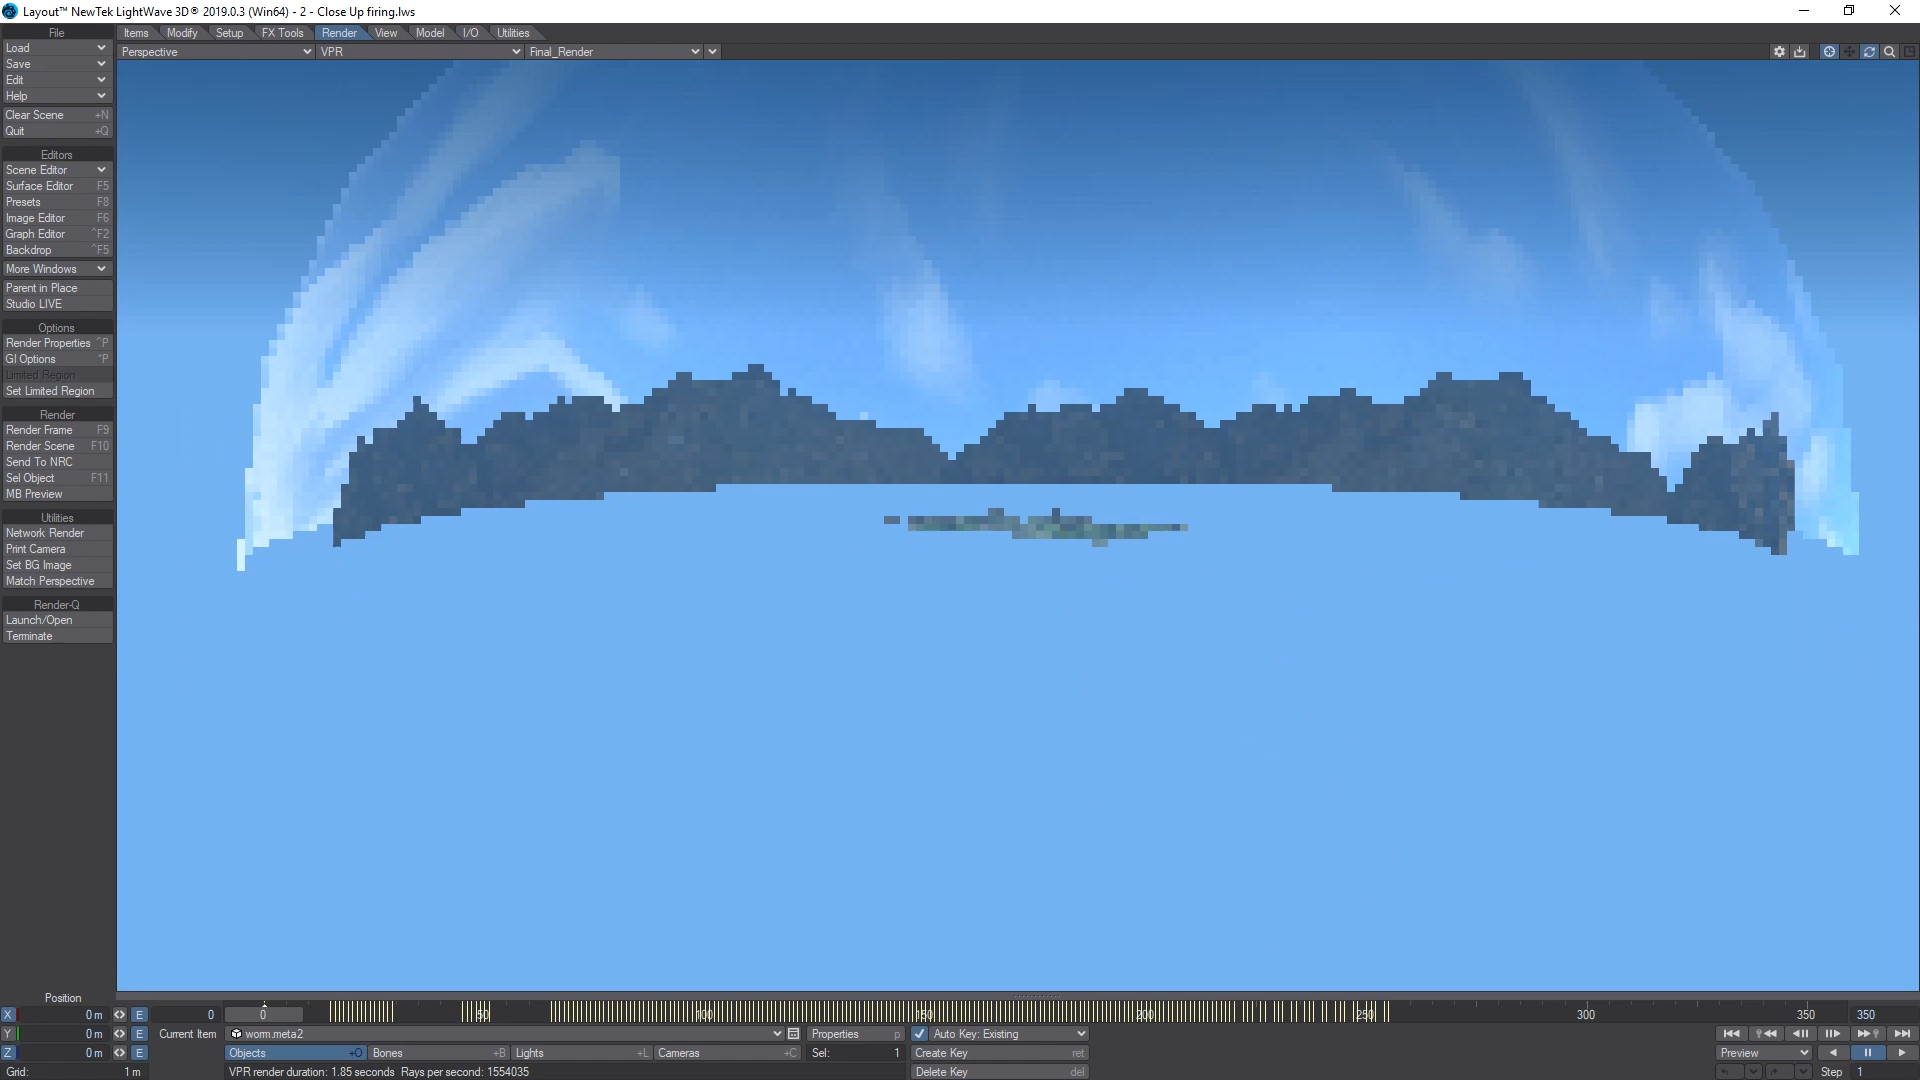 Layout™ NewTek LightWave 3D® 2019.0.3 (Win64) - 2 - Close Up firing.lws
File
Items Modify Setup FX Tools Render View Model I/O Utilities
Load
Perspective VPR Final_Render
Save
Edit
Help
Clear Scene +N
Quit +Q
Editors
Scene Editor
Surface Editor F5
Presets F8
Image Editor F6
Graph Editor ^F2
Backdrop ^F5
More Windows
Parent in Place
Studio LIVE
Options
Render Properties ^P
GI Options "P
Limited Region
Set Limited Region
Render
Render Frame F9
Render Scene F10
Send To NRC
Sel Object F11
MB Preview
Utilities
Network Render
Print Camera
Set BG Image
Match Perspective
Render-Q
Launch/Open
Terminate
Position
X 0 m E 0 0 50 100 150 200 250 300 350 350
Y 0 m E Current Item worm.meta2 Properties p Auto Key: Existing
Z 0 m E Objects +O Bones +B Lights +L Cameras +C Sel: 1 Create Key ret Preview
Grid: 1 m VPR render duration: 1.85 seconds Rays per second: 1554035 Delete Key del Step 1